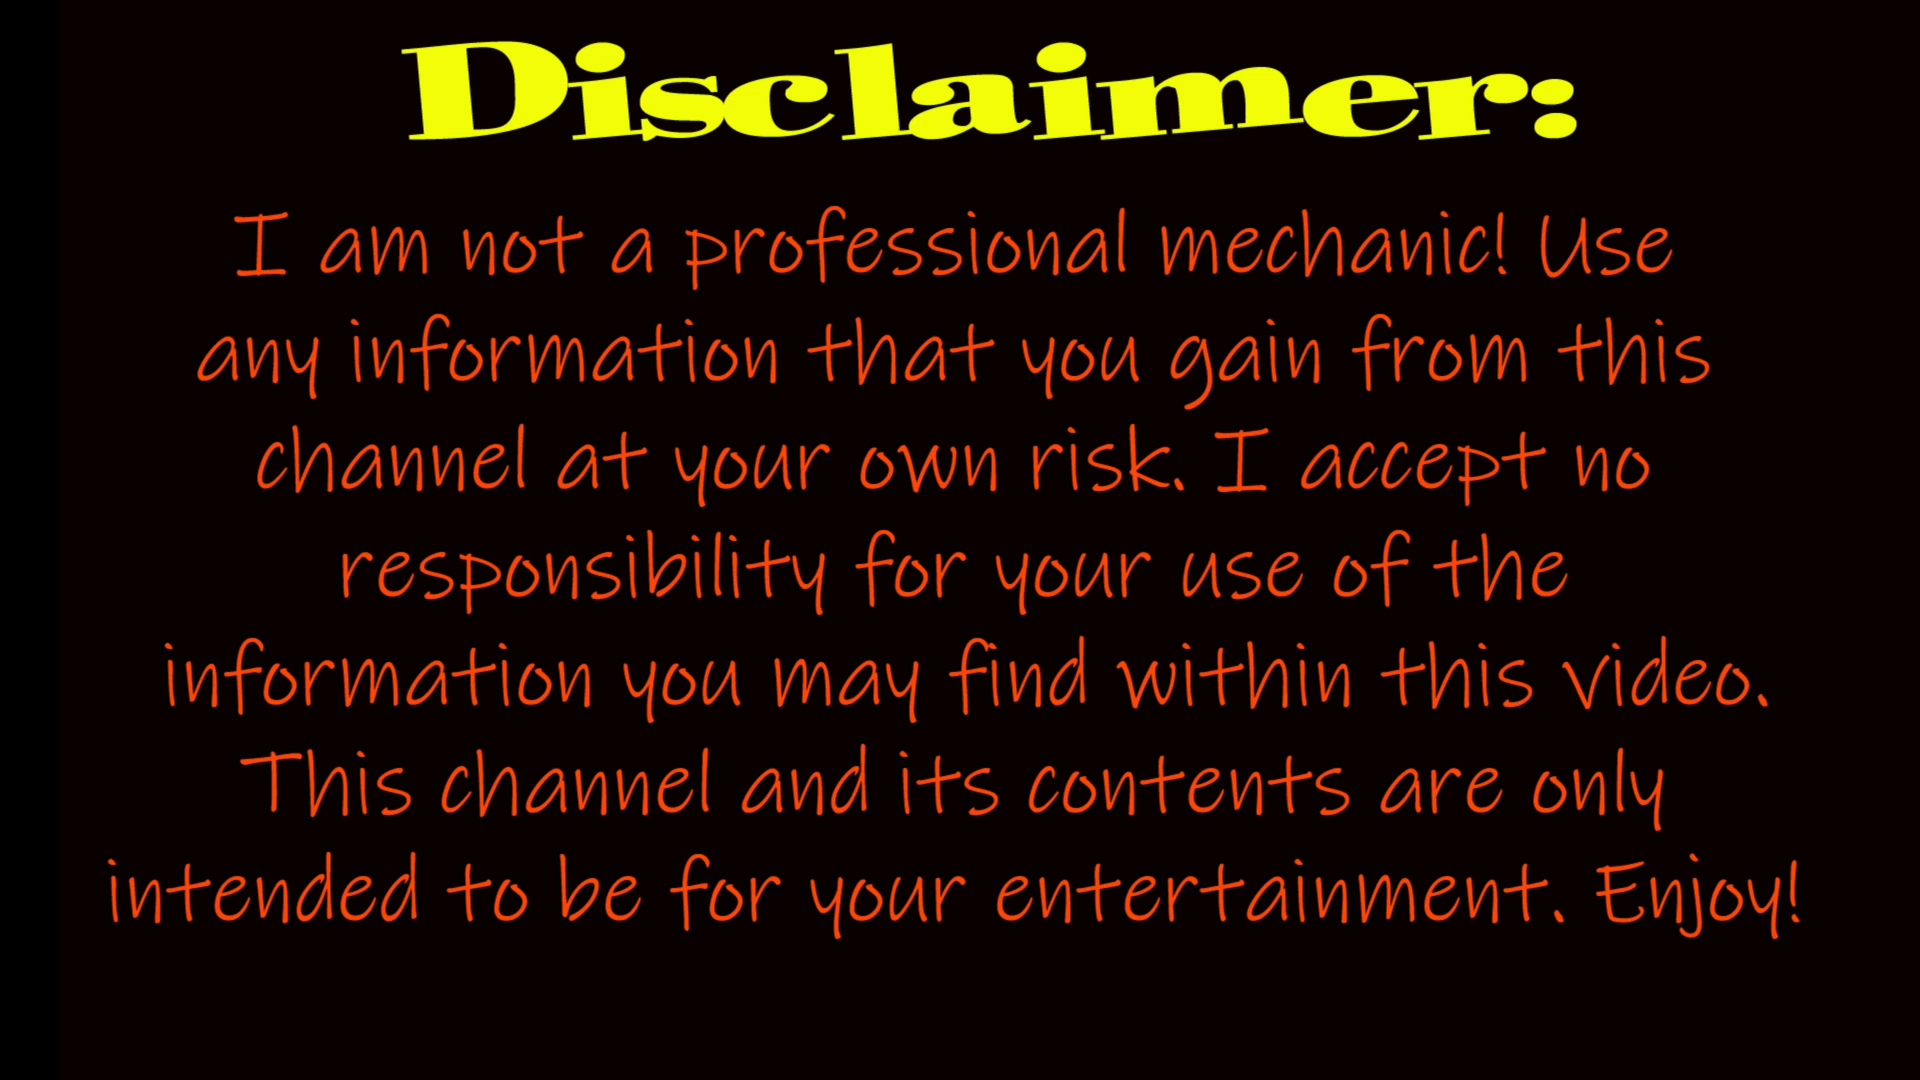 Disclaimer:
I am not a professional mechanic! Use
any information that you gain from this
channel at your own risk. I accept no
responsibility for your use of the
information you may find within this video.
This channel and its contents are only
intended to be for your entertainment. Enjoy!